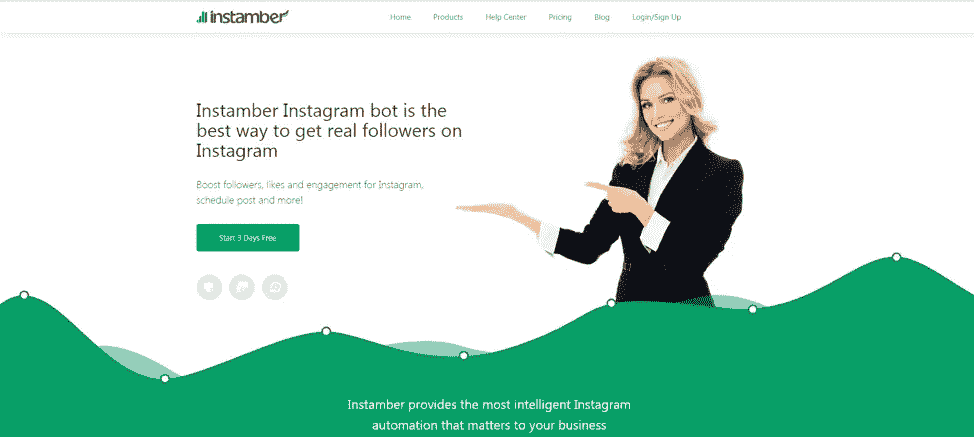 instamber
Home Products Help Center Pricing Blog Login/Sign Up
Instamber Instagram bot is the
best way to get real followers on
Instagram
Boost followers, likes and engagement for Instagram,
schedule post and more!
Start 3 Days Free
Instamber provides the most intelligent Instagram
automation that matters to your business